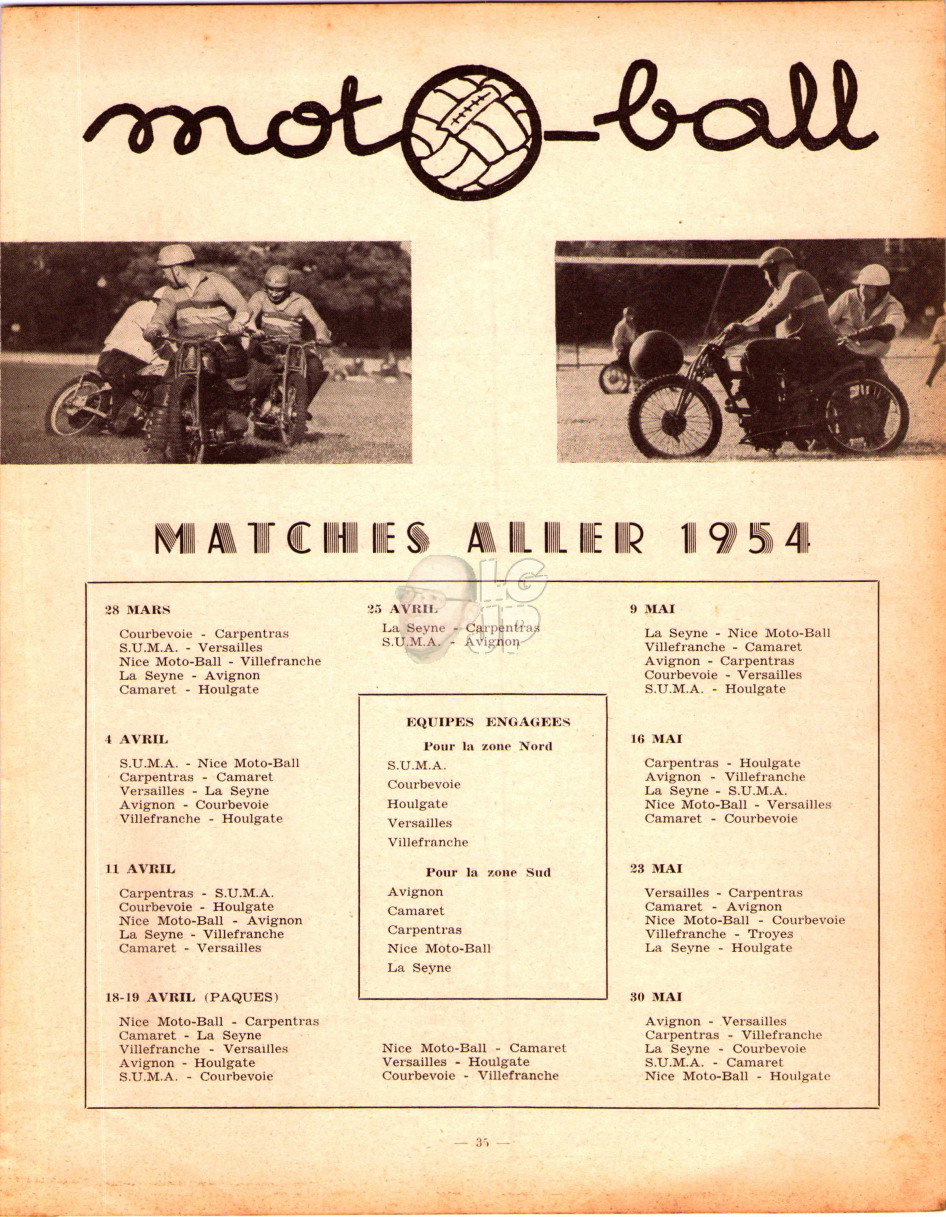 moto-ball
MATCHES ALLER 1954
28 MARS
Courbevoie - Carpentras
S.U.M.A. - Versailles
Nice Moto-Ball - Villefranche
La Seyne - Avignon
Camaret - Houlgate
4 AVRIL
S.U.M.A. - Nice Moto-Ball
Carpentras - Camaret
Versailles - La Seyne
Avignon - Courbevoie
Villefranche - Houlgate
11 AVRIL
Carpentras - S.U.M.A.
Courbevoie - Houlgate
Nice Moto-Ball - Avignon
La Seyne - Villefranche
Camaret - Versailles
18-19 AVRIL (PAQUES)
Nice Moto-Ball - Carpentras
Camaret - La Seyne
Villefranche - Versailles
Avignon - Houlgate
S.U.M.A. - Courbevoie
25 AVRIL
La Seyne - Carpentras
S.U.M.A. - Avignon
LG
UP
EQUIPES ENGAGEES
Pour la zone Nord
S.U.M.A.
Courbevoie
Houlgate
Versailles
Villefranche
Pour la zone Sud
Avignon
Camaret
Carpentras
Nice Moto-Ball
La Seyne
Nice Moto-Ball - Camaret
Versailles - Houlgate
Courbevoie - Villefranche
9 MAI
La Seyne - Nice Moto-Ball
Villefranche - Camaret
Avignon - Carpentras
Courbevoie - Versailles
S.U.M.A. - Houlgate
16 MAI
Carpentras - Houlgate
Avignon - Villefranche
La Seyne - S.U.M.A.
Nice Moto-Ball - Versailles
Camaret - Courbevoie
23 MAI
Versailles - Carpentras
Camaret - Avignon
Nice Moto-Ball - Courbevoie
Villefranche - Troyes
La Seyne - Houlgate
30 MAI
Avignon - Versailles
Carpentras - Villefranche
La Seyne - Courbevoie
S.U.M.A. - Camaret
Nice Moto-Ball - Houlgate
— 35 —